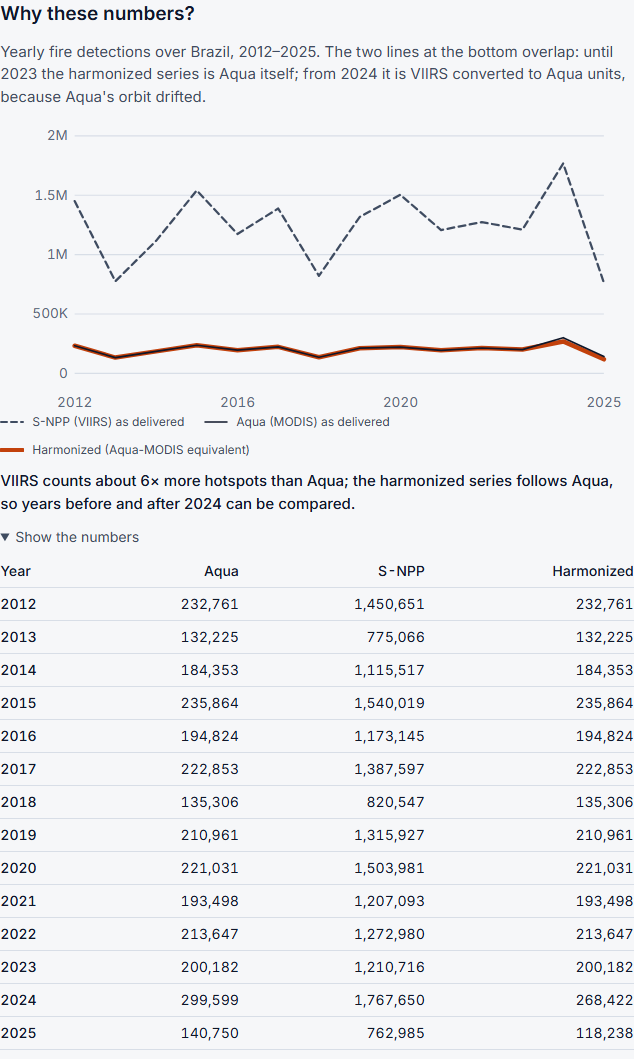 Why these numbers?
Yearly fire detections over Brazil, 2012–2025. The two lines at the bottom overlap: until
2023 the harmonized series is Aqua itself; from 2024 it is VIIRS converted to Aqua units,
because Aqua's orbit drifted.
2M
1.5M
1M
500K
0
2012 2016 2020 2025
S-NPP (VIIRS) as delivered Aqua (MODIS) as delivered
Harmonized (Aqua-MODIS equivalent)
VIIRS counts about 6× more hotspots than Aqua; the harmonized series follows Aqua,
so years before and after 2024 can be compared.
▼ Show the numbers
Year Aqua S-NPP Harmonized
2012 232,761 1,450,651 232,761
2013 132,225 775,066 132,225
2014 184,353 1,115,517 184,353
2015 235,864 1,540,019 235,864
2016 194,824 1,173,145 194,824
2017 222,853 1,387,597 222,853
2018 135,306 820,547 135,306
2019 210,961 1,315,927 210,961
2020 221,031 1,503,981 221,031
2021 193,498 1,207,093 193,498
2022 213,647 1,272,980 213,647
2023 200,182 1,210,716 200,182
2024 299,599 1,767,650 268,422
2025 140,750 762,985 118,238